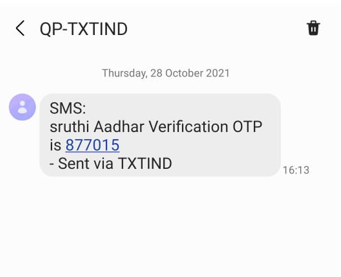 QP-TXTIND
Thursday, 28 October 2021
SMS:
sruthi Aadhar Verification OTP
is 877015
- Sent via TXTIND
16:13